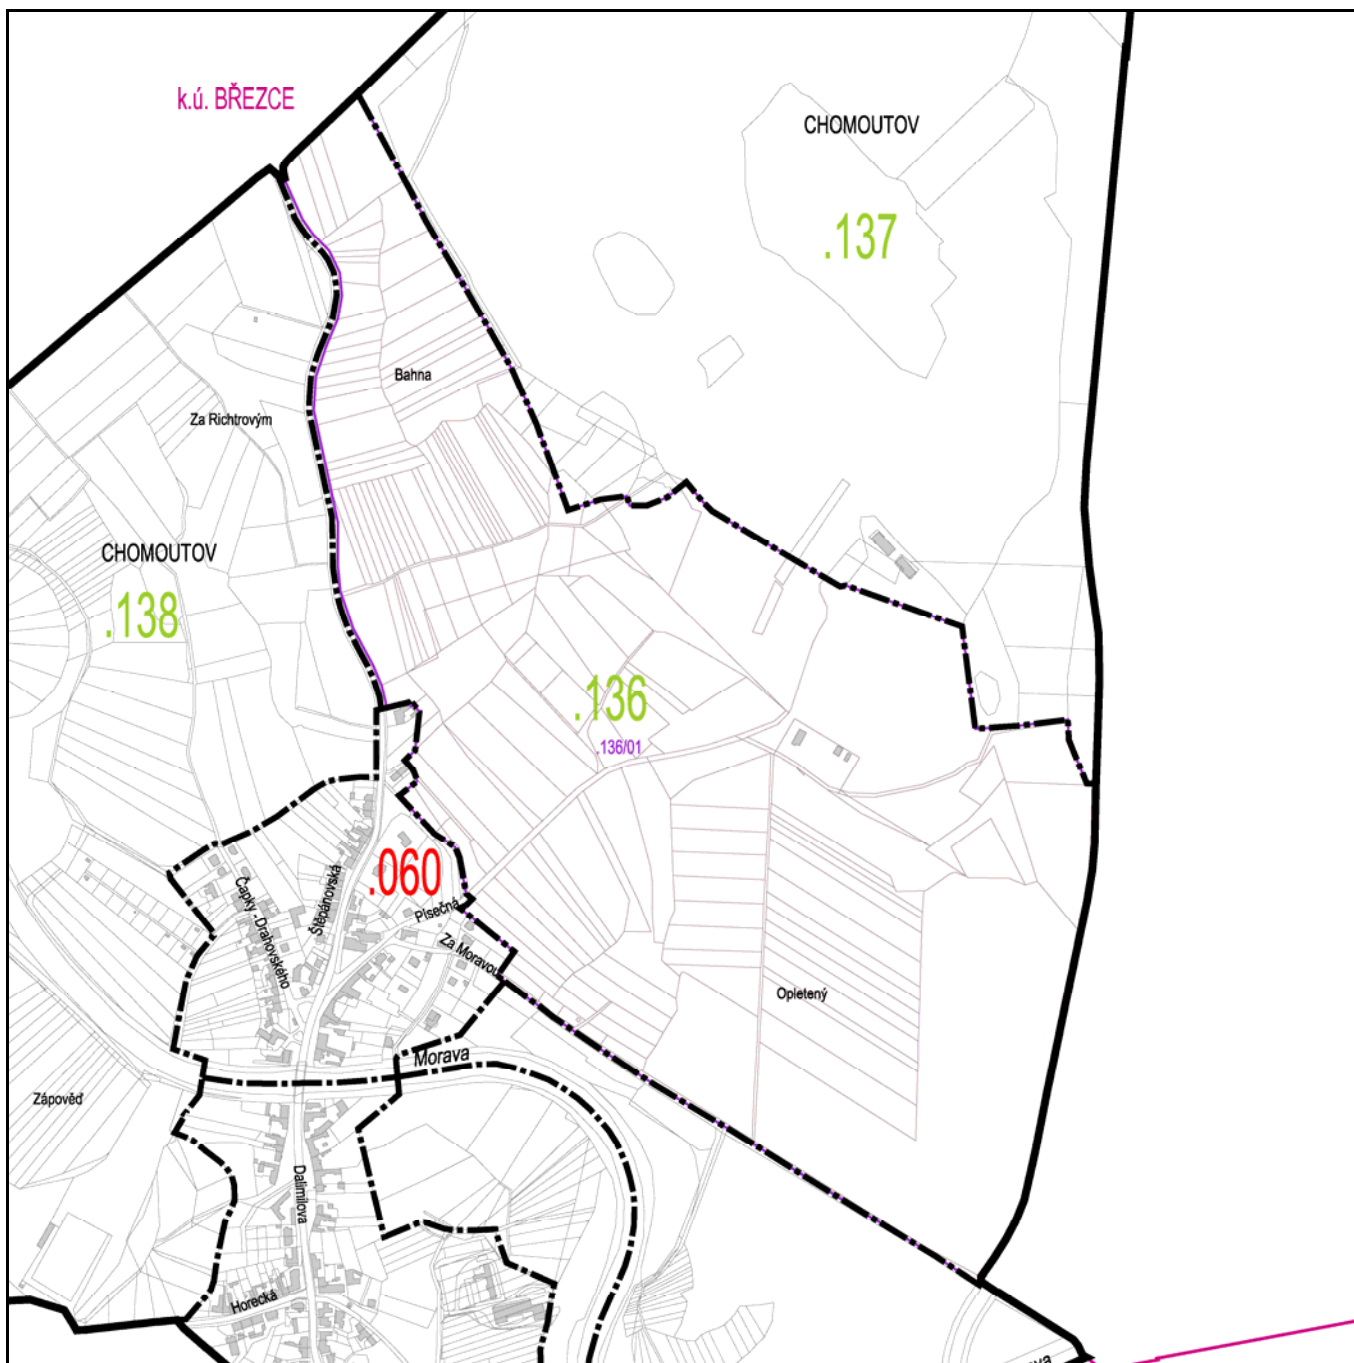 k.ú. BŘEZCE
CHOMOUTOV
.137
Bahna
Za Richtrovým
CHOMOUTOV
.138
.136
.136/01
.060
Štěpánovská
Čapky -Drahovského
Písečná
Za Moravou
Opletený
Morava
Zápověď
Dalimilova
Horecká